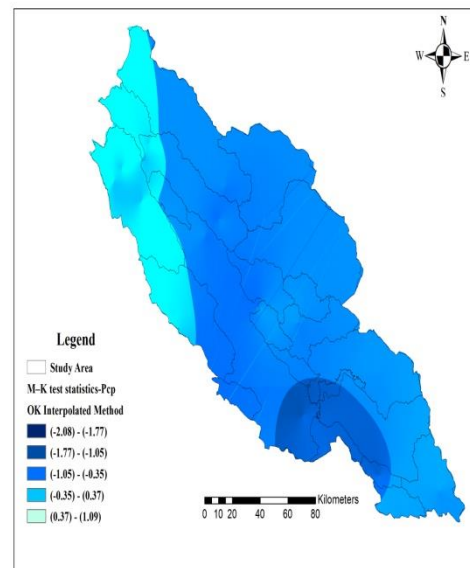 N
W E
S
Legend
Study Area
M–K test statistics-Pcp
OK Interpolated Method
(-2.08) - (-1.77)
(-1.77) - (-1.05)
(-1.05) - (-0.35)
(-0.35) - (0.37)
(0.37) - (1.09)
Kilometers
0 10 20 40 60 80